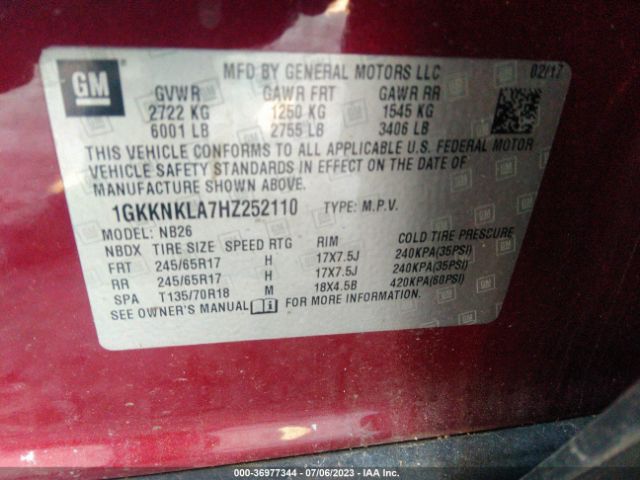 GM
MFD BY GENERAL MOTORS LLC 02/17
GVWR GAWR FRT GAWR RR
2722 KG 1250 KG 1545 KG
6001 LB 2755 LB 3406 LB
THIS VEHICLE CONFORMS TO ALL APPLICABLE U.S. FEDERAL MOTOR
VEHICLE SAFETY STANDARDS IN EFFECT ON THE DATE OF
MANUFACTURE SHOWN ABOVE.
1GKKNKLA7HZ252110 TYPE: M.P.V.
MODEL: NB26
NBDX TIRE SIZE SPEED RTG RIM COLD TIRE PRESSURE
FRT 245/65R17 H 17X7.5J 240KPA(35PSI)
RR 245/65R17 H 17X7.5J 240KPA(35PSI)
SPA T135/70R18 M 18X4.5B 420KPA(60PSI)
SEE OWNER'S MANUAL FOR MORE INFORMATION.
(Stock#: 36977344 07/06/2023 - IAA Inc.